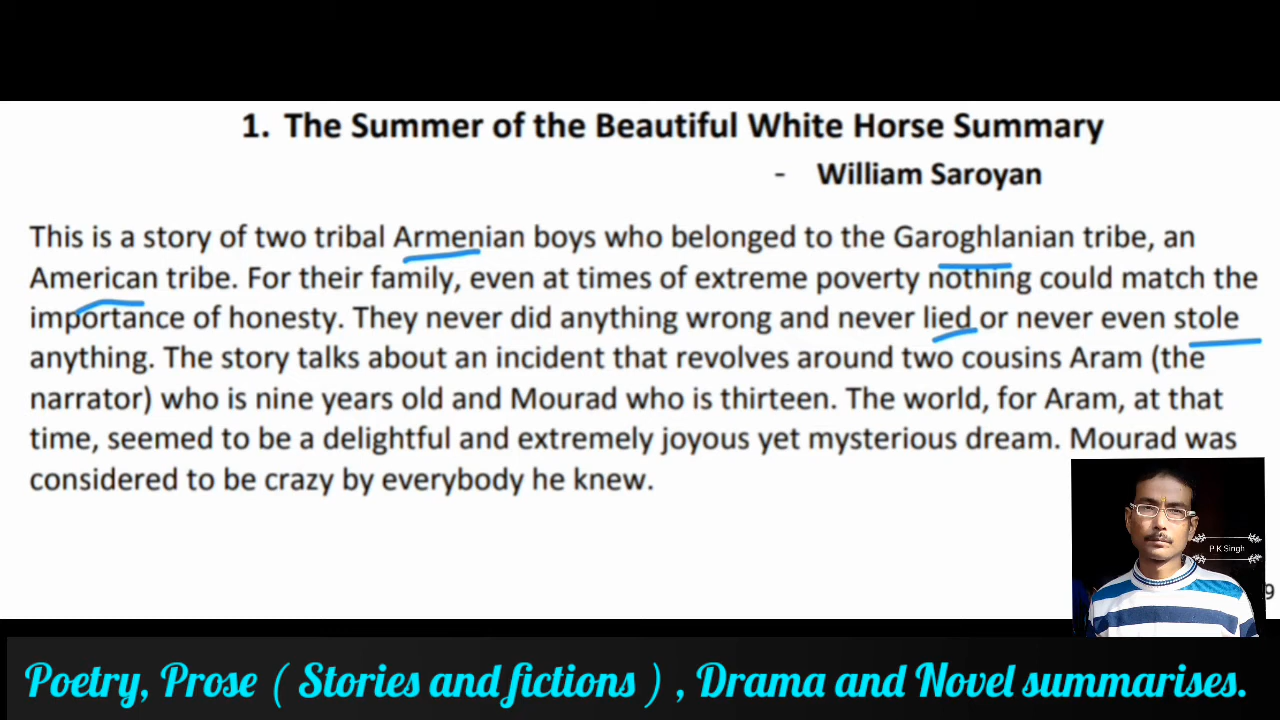 1. The Summer of the Beautiful White Horse Summary
- William Saroyan
This is a story of two tribal Armenian boys who belonged to the Garoghlanian tribe, an
American tribe. For their family, even at times of extreme poverty nothing could match the
importance of honesty. They never did anything wrong and never lied or never even stole
anything. The story talks about an incident that revolves around two cousins Aram (the
narrator) who is nine years old and Mourad who is thirteen. The world, for Aram, at that
time, seemed to be a delightful and extremely joyous yet mysterious dream. Mourad was
considered to be crazy by everybody he knew.
P K Singh
9
Poetry, Prose ( Stories and fictions ) , Drama and Novel summarises.